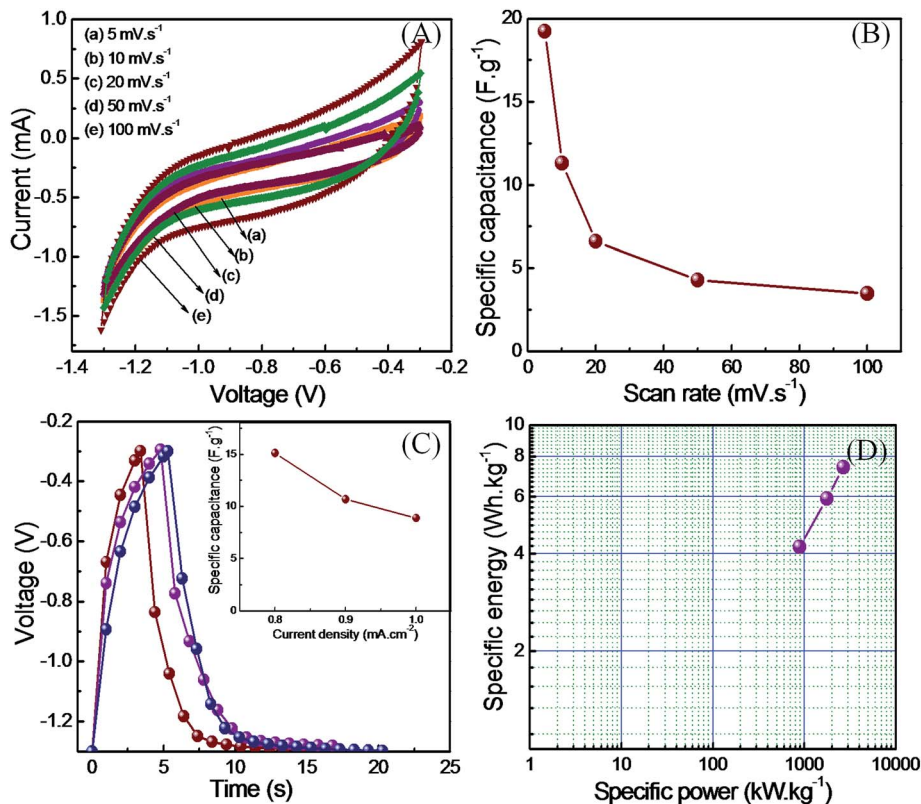 (A)
(a) 5 mV.s⁻¹
(b) 10 mV.s⁻¹
(c) 20 mV.s⁻¹
(d) 50 mV.s⁻¹
(e) 100 mV.s⁻¹
1.0
0.5
0.0
-0.5
-1.0
-1.5
Current (mA)
(a)
(b)
(c)
(d)
(e)
-1.4 -1.2 -1.0 -0.8 -0.6 -0.4 -0.2
Voltage (V)
(B)
20
15
10
5
0
Specific capacitance (F.g⁻¹)
0 20 40 60 80 100
Scan rate (mV.s⁻¹)
(C)
-0.2
-0.4
-0.6
-0.8
-1.0
-1.2
Voltage (V)
0 5 10 15 20 25
Time (s)
15
10
5
0
Specific capacitance (F.g⁻¹)
0.8 0.9 1.0
Current density (mA.cm⁻²)
(D)
10
8
6
4
2
Specific energy (Wh.kg⁻¹)
1 10 100 1000 10000
Specific power (kW.kg⁻¹)